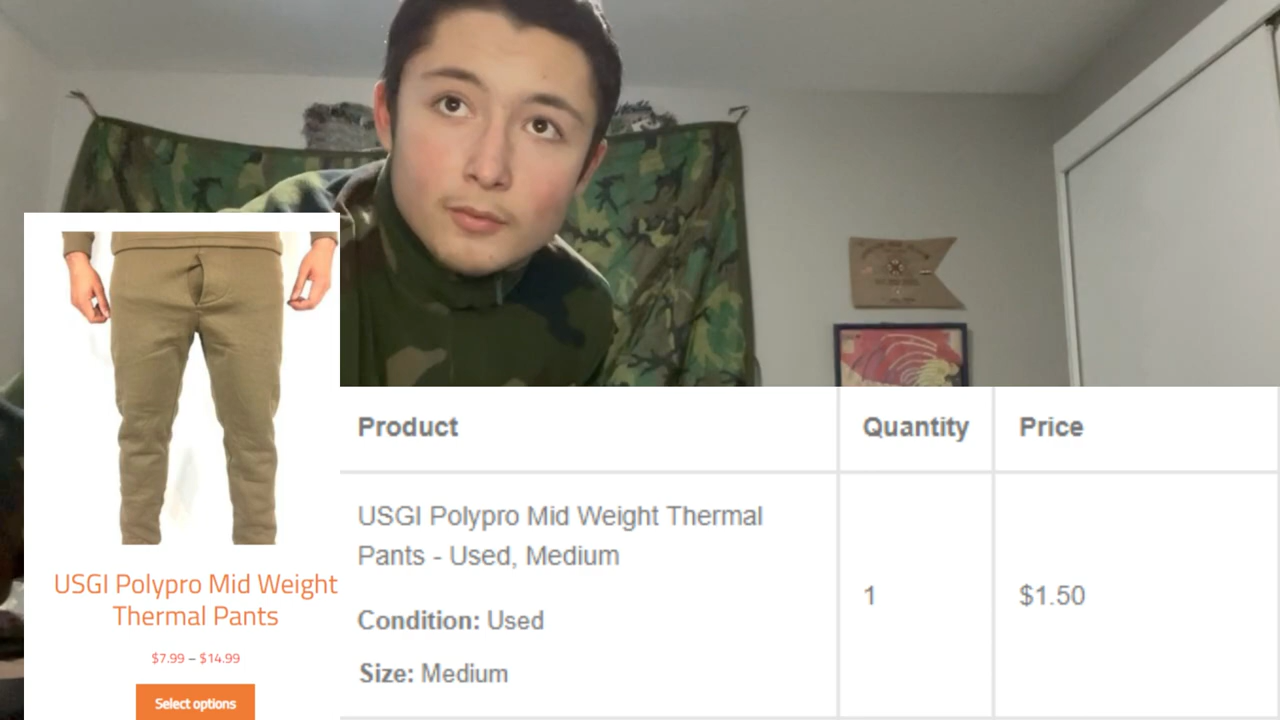 USGI Polypro Mid Weight
Thermal Pants
$7.99 – $14.99
Select options
Product Quantity Price
USGI Polypro Mid Weight Thermal
Pants - Used, Medium
Condition: Used
Size: Medium
1
$1.50